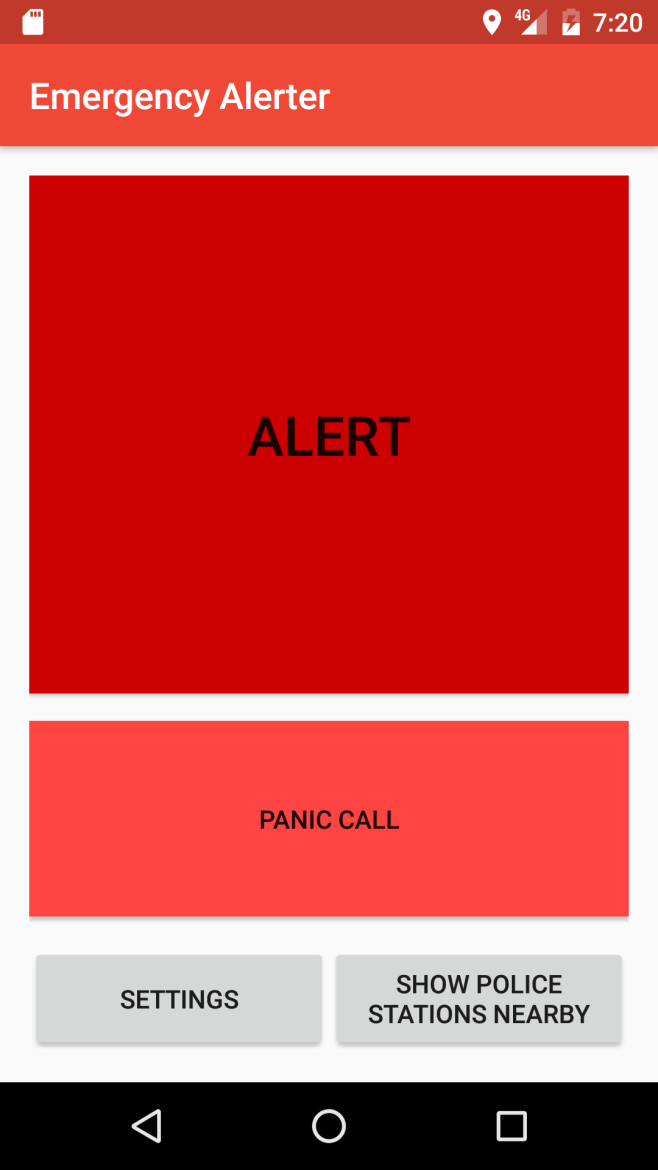 4G 7:20
Emergency Alerter
ALERT
PANIC CALL
SETTINGS
SHOW POLICE
STATIONS NEARBY